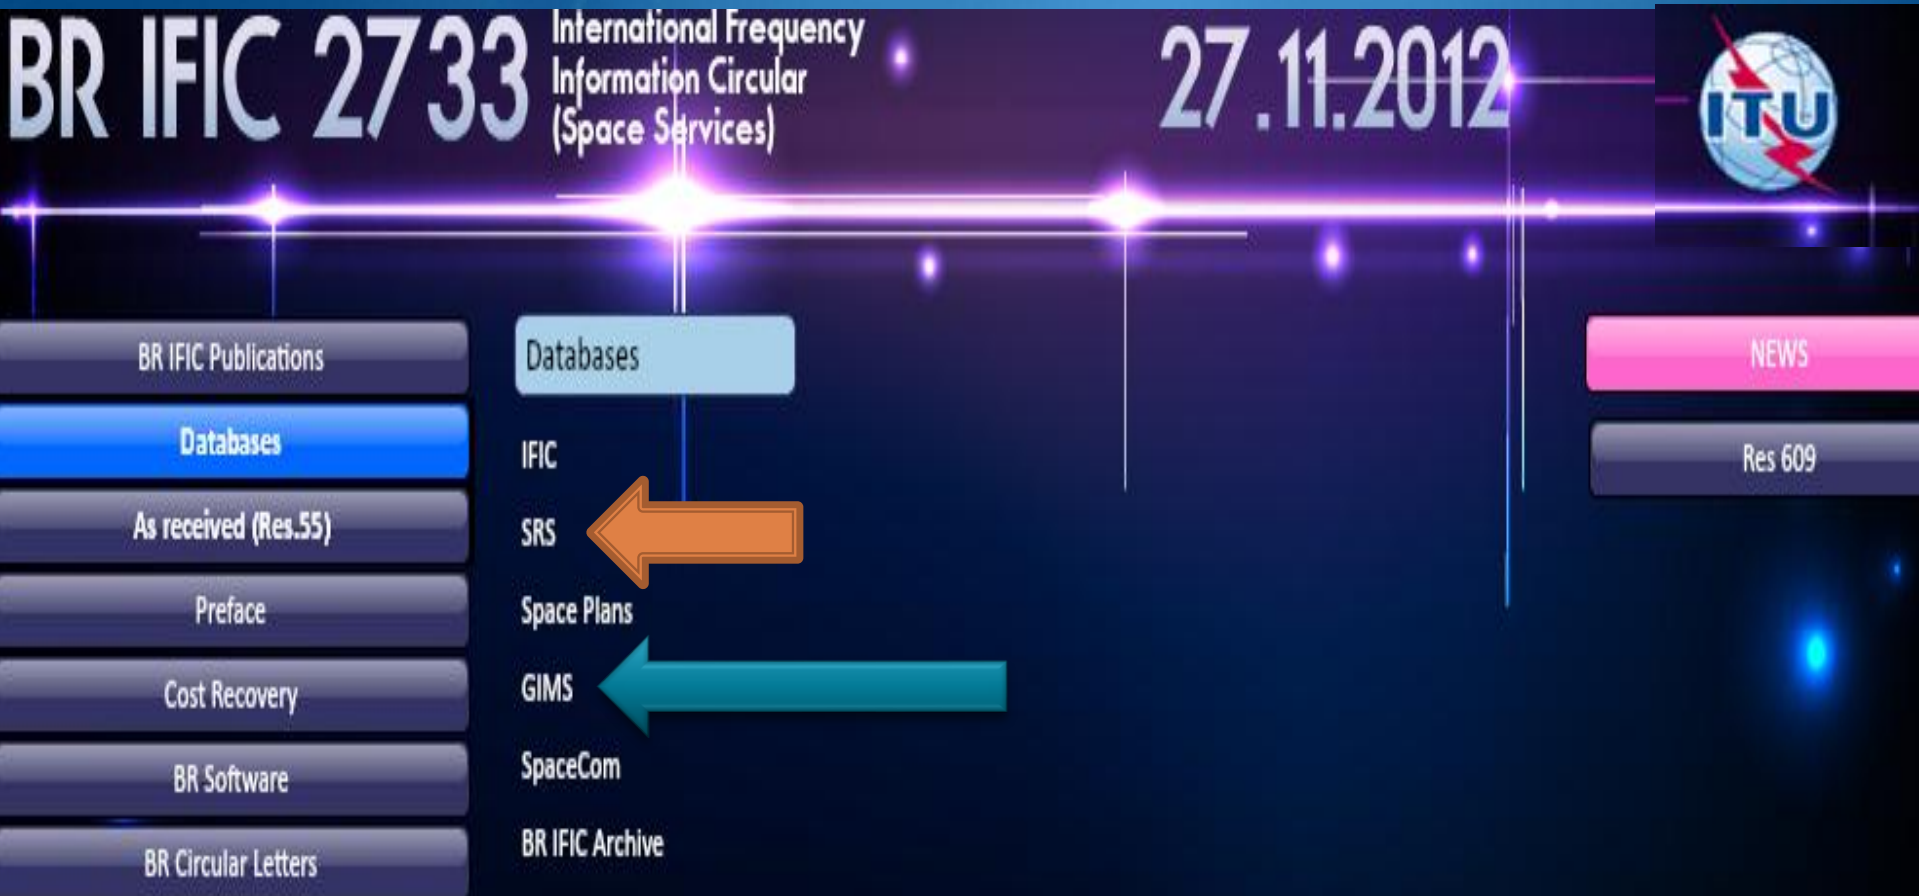 BR IFIC 2733
International Frequency
Information Circular
(Space Services)
27.11.2012
ITU
BR IFIC Publications
Databases
As received (Res.55)
Preface
Cost Recovery
BR Software
BR Circular Letters
Databases
IFIC
SRS
Space Plans
GIMS
SpaceCom
BR IFIC Archive
NEWS
Res 609